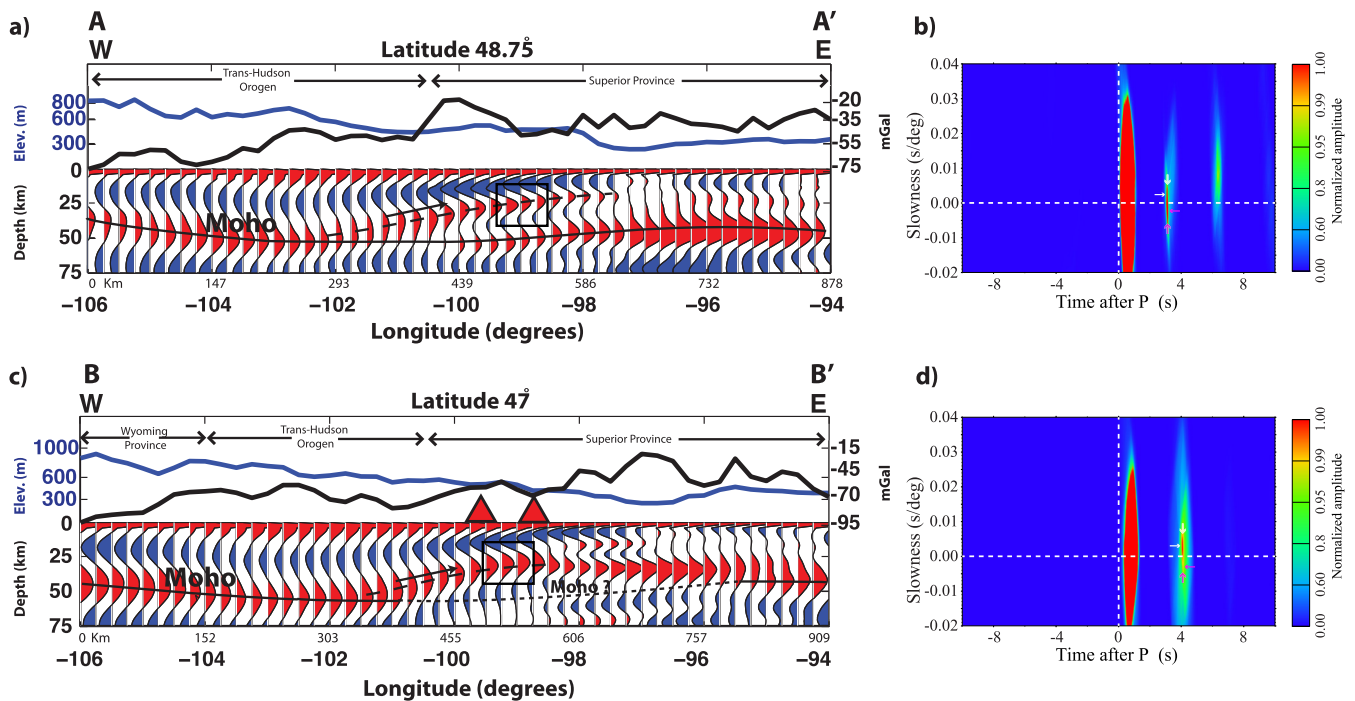 a)
A
A'
W
E
Latitude 48.75°
Trans-Hudson
Orogen
Superior Province
Elev. (m)
800
600
300
0
-20
-35
-55
-75
mGal
Depth (km)
25
50
75
Moho
0 Km 147 293 439 586 732 878
−106 −104 −102 −100 −98 −96 −94
Longitude (degrees)
b)
Slowness (s/deg)
0.04
0.03
0.02
0.01
0.00
-0.01
-0.02
-8 -4 0 4 8
Time after P (s)
1.00
0.99
0.95
0.8
0.60
0.00
Normalized amplitude
c)
B
B'
W
E
Latitude 47°
Wyoming
Province
Trans-Hudson
Orogen
Superior Province
Elev. (m)
1000
600
300
0
-15
-45
-70
-95
mGal
Depth (km)
25
50
75
Moho
Moho ?
0 Km 152 303 455 606 757 909
−106 −104 −102 −100 −98 −96 −94
Longitude (degrees)
d)
Slowness (s/deg)
0.04
0.03
0.02
0.01
0.00
-0.01
-0.02
-8 -4 0 4 8
Time after P (s)
1.00
0.99
0.95
0.8
0.60
0.00
Normalized amplitude